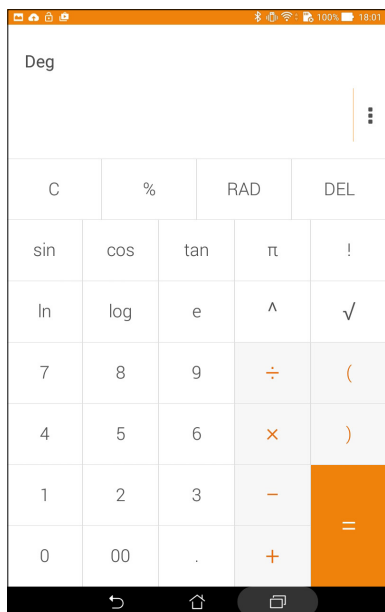 100% 18:01
Deg
C % RAD DEL
sin cos tan π !
ln log e ^ √
7 8 9 ÷ (
4 5 6 × )
1 2 3 −
=
0 00 . +